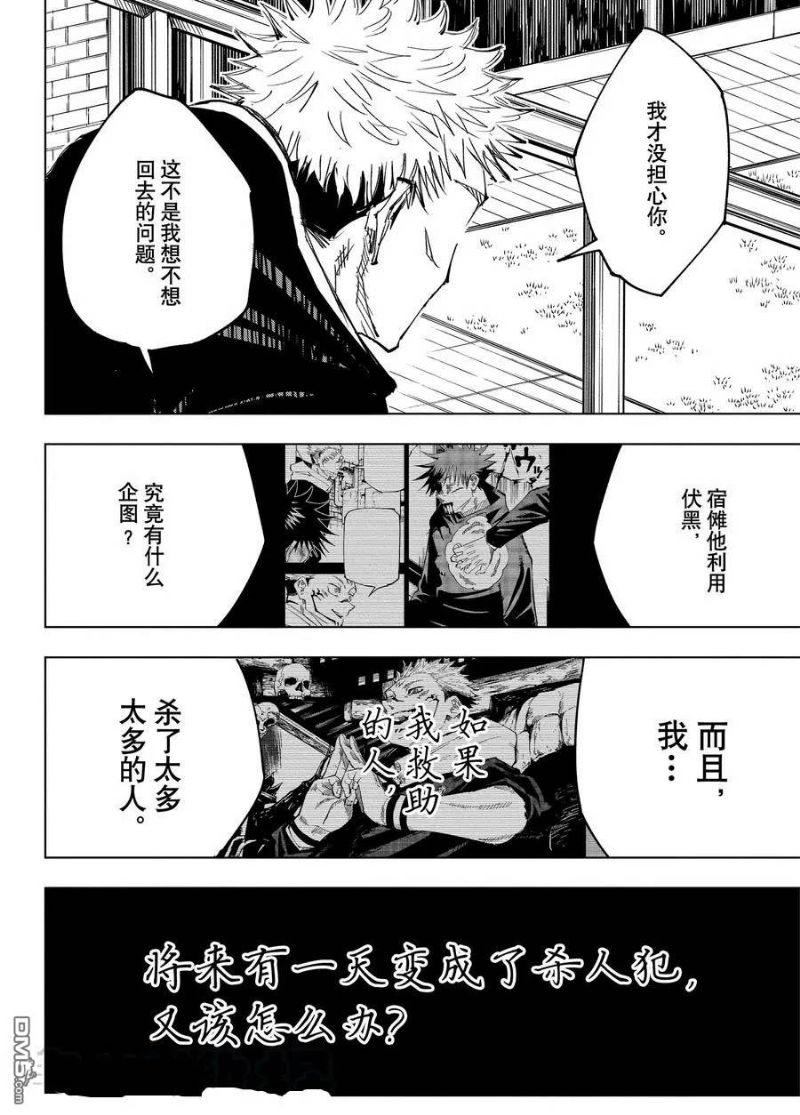 我才没担心你。
这不是我想不想
回去的问题。
宿傩他利用
伏黑，
究竟有什么
企图？
而且，
我…
如果
我救助
的人，
杀了太多
太多的人。
将来有一天变成了杀人犯，
又该怎么办？
DM5
.com